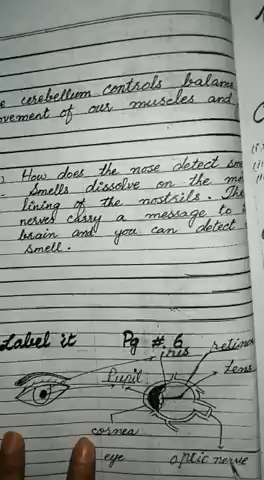 cerebellum controls balance
movement of our muscles and
How does the nose detect
Smells dissolve on the
lining of the nostrils. The
nerves carry a message to
brain and you can detect
smell.
Label it Pg # 6
iris
retina
Lens
Pupil
cornea
eye
optic nerve